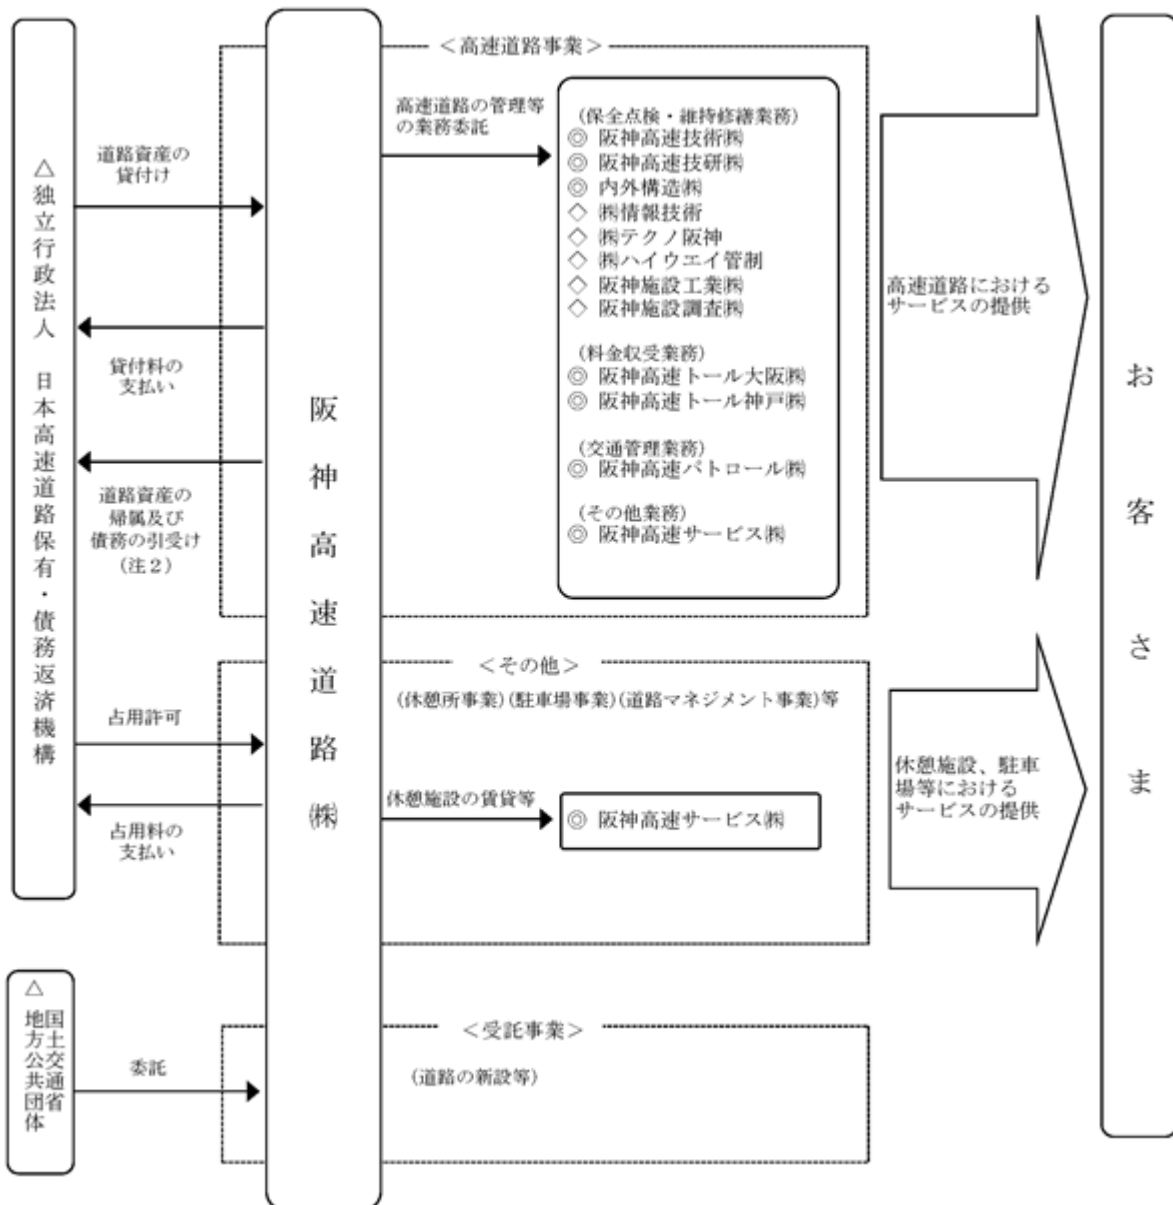 △独立行政法人　日本高速道路保有・債務返済機構
道路資産の
貸付け
貸付料の
支払い
道路資産の
帰属及び
債務の引受け
(注２)
占用許可
占用料の
支払い
△
国土交通省
地方公共団体
委託
阪神高速道路㈱
＜高速道路事業＞
高速道路の管理等
の業務委託
(保全点検・維持修繕業務)
◎ 阪神高速技術㈱
◎ 阪神高速技研㈱
◎ 内外構造㈱
◇ ㈱情報技術
◇ ㈱テクノ阪神
◇ ㈱ハイウエイ管制
◇ 阪神施設工業㈱
◇ 阪神施設調査㈱
(料金収受業務)
◎ 阪神高速トール大阪㈱
◎ 阪神高速トール神戸㈱
(交通管理業務)
◎ 阪神高速パトロール㈱
(その他業務)
◎ 阪神高速サービス㈱
＜その他＞
(休憩所事業)(駐車場事業)(道路マネジメント事業)等
休憩施設の賃貸等
◎ 阪神高速サービス㈱
＜受託事業＞
(道路の新設等)
高速道路における
サービスの提供
休憩施設、駐車
場等における
サービスの提供
お客さま